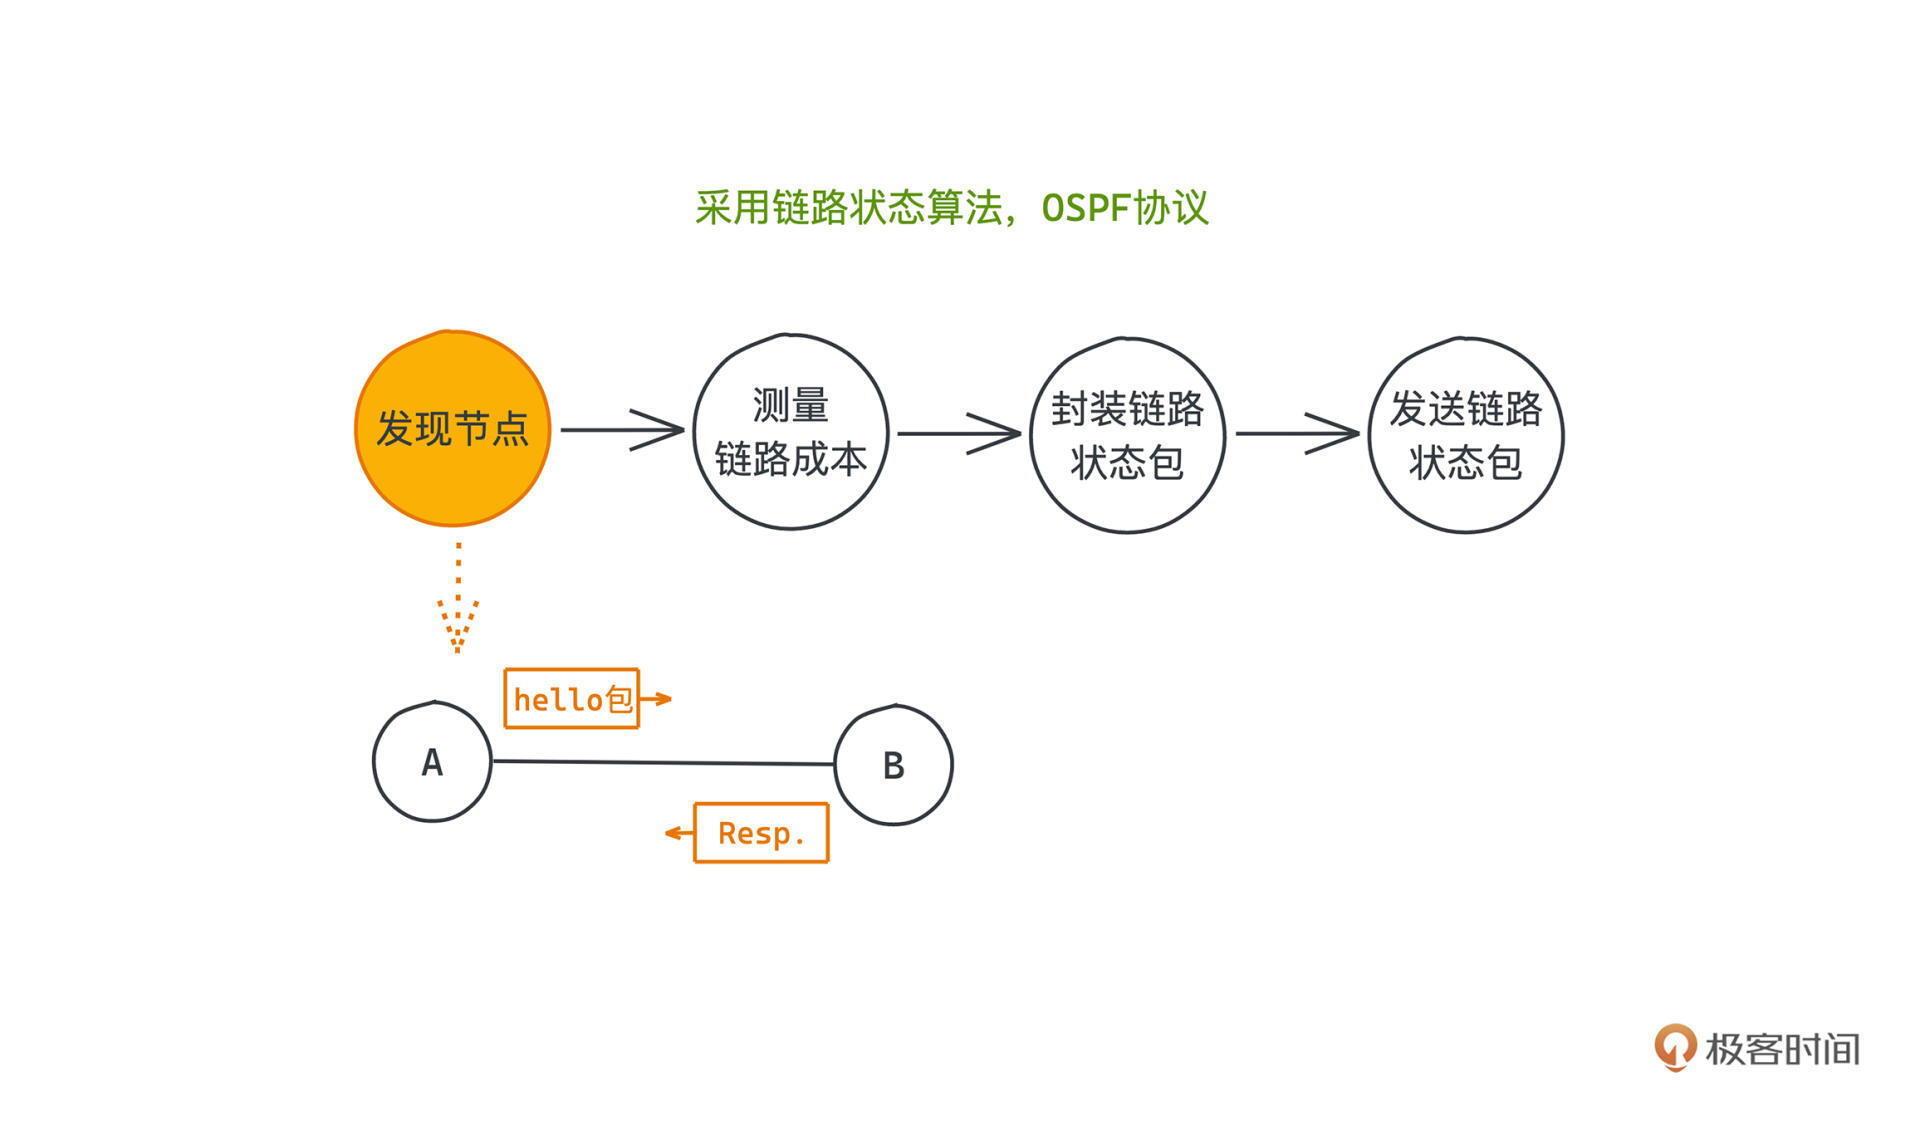 采用链路状态算法，OSPF协议
发现节点
测量
链路成本
封装链路
状态包
发送链路
状态包
hello包
A
B
Resp.
极客时间